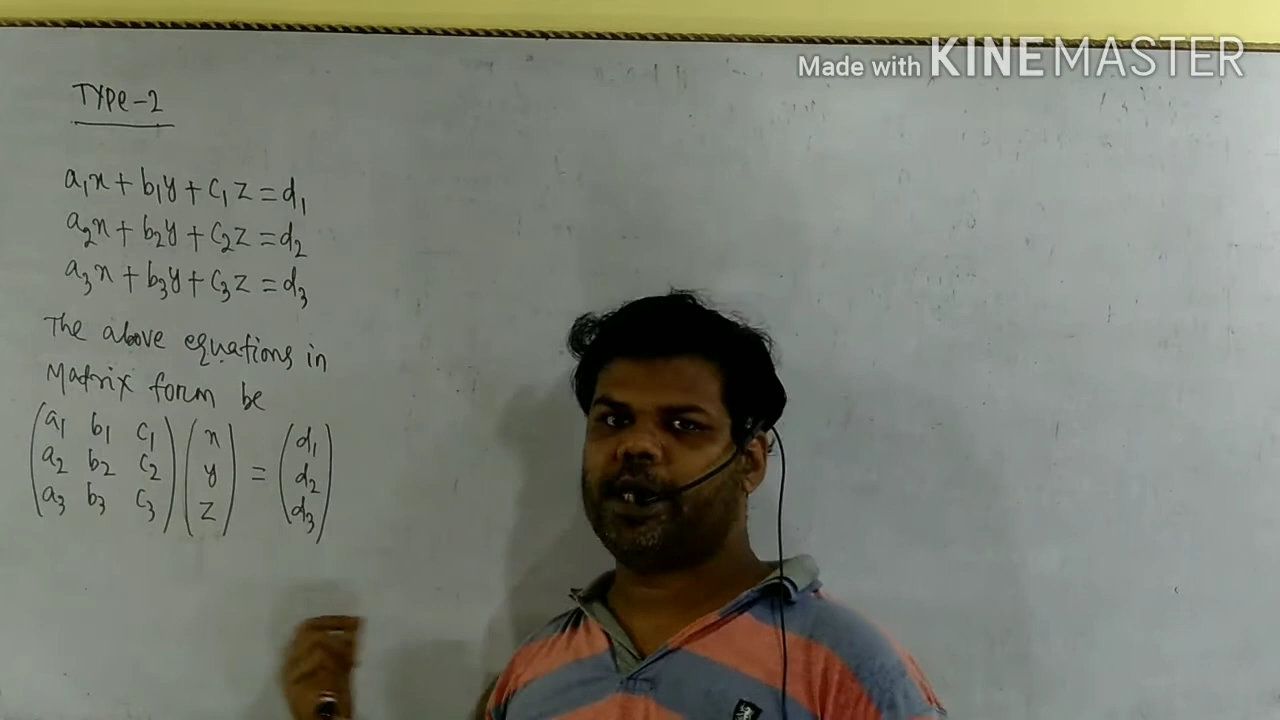 Made with KINEMASTER
TYPE-2
a₁x + b₁y + c₁z = d₁
a₂x + b₂y + c₂z = d₂
a₃x + b₃y + c₃z = d₃
The above equations in
Matrix form be
(a₁ b₁ c₁) (x) (d₁)
(a₂ b₂ c₂) (y) = (d₂)
(a₃ b₃ c₃) (z) (d₃)